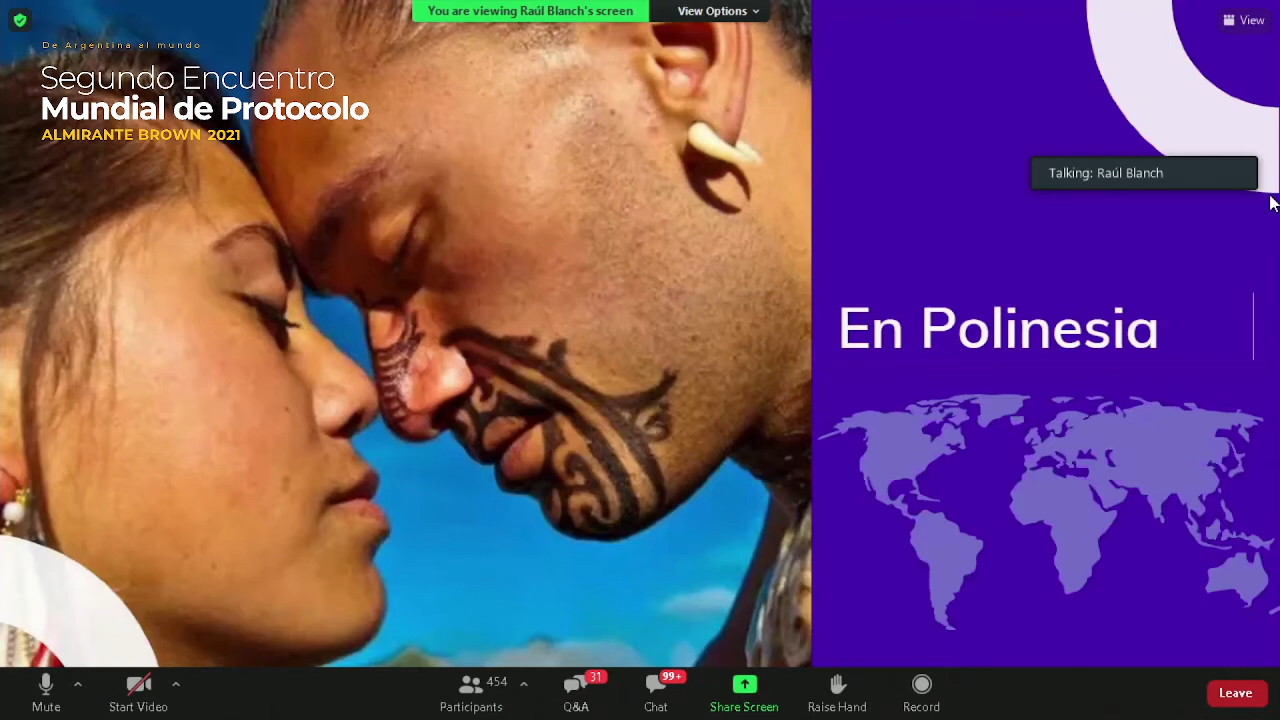 You are viewing Raúl Blanch's screen
View Options
View
De Argentina al mundo
Segundo Encuentro
Mundial de Protocolo
ALMIRANTE BROWN 2021
Talking: Raúl Blanch
En Polinesia
Mute
Start Video
454
Participants
31
Q&A
99+
Chat
Share Screen
Raise Hand
Record
Leave